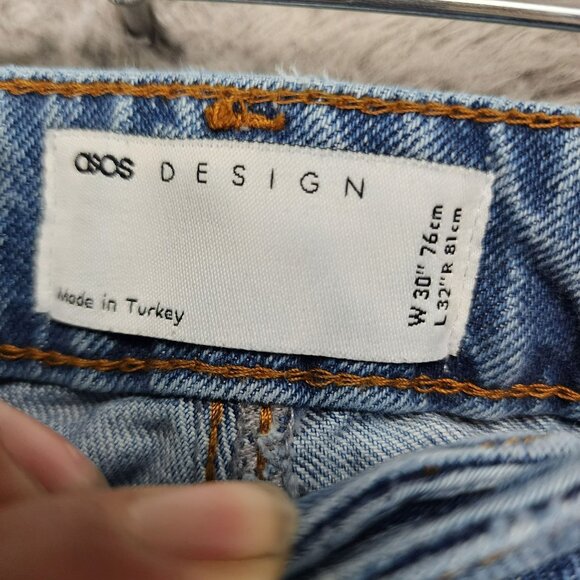 asos DESIGN
Made in Turkey
W 30" 76cm
L 32"R 81cm